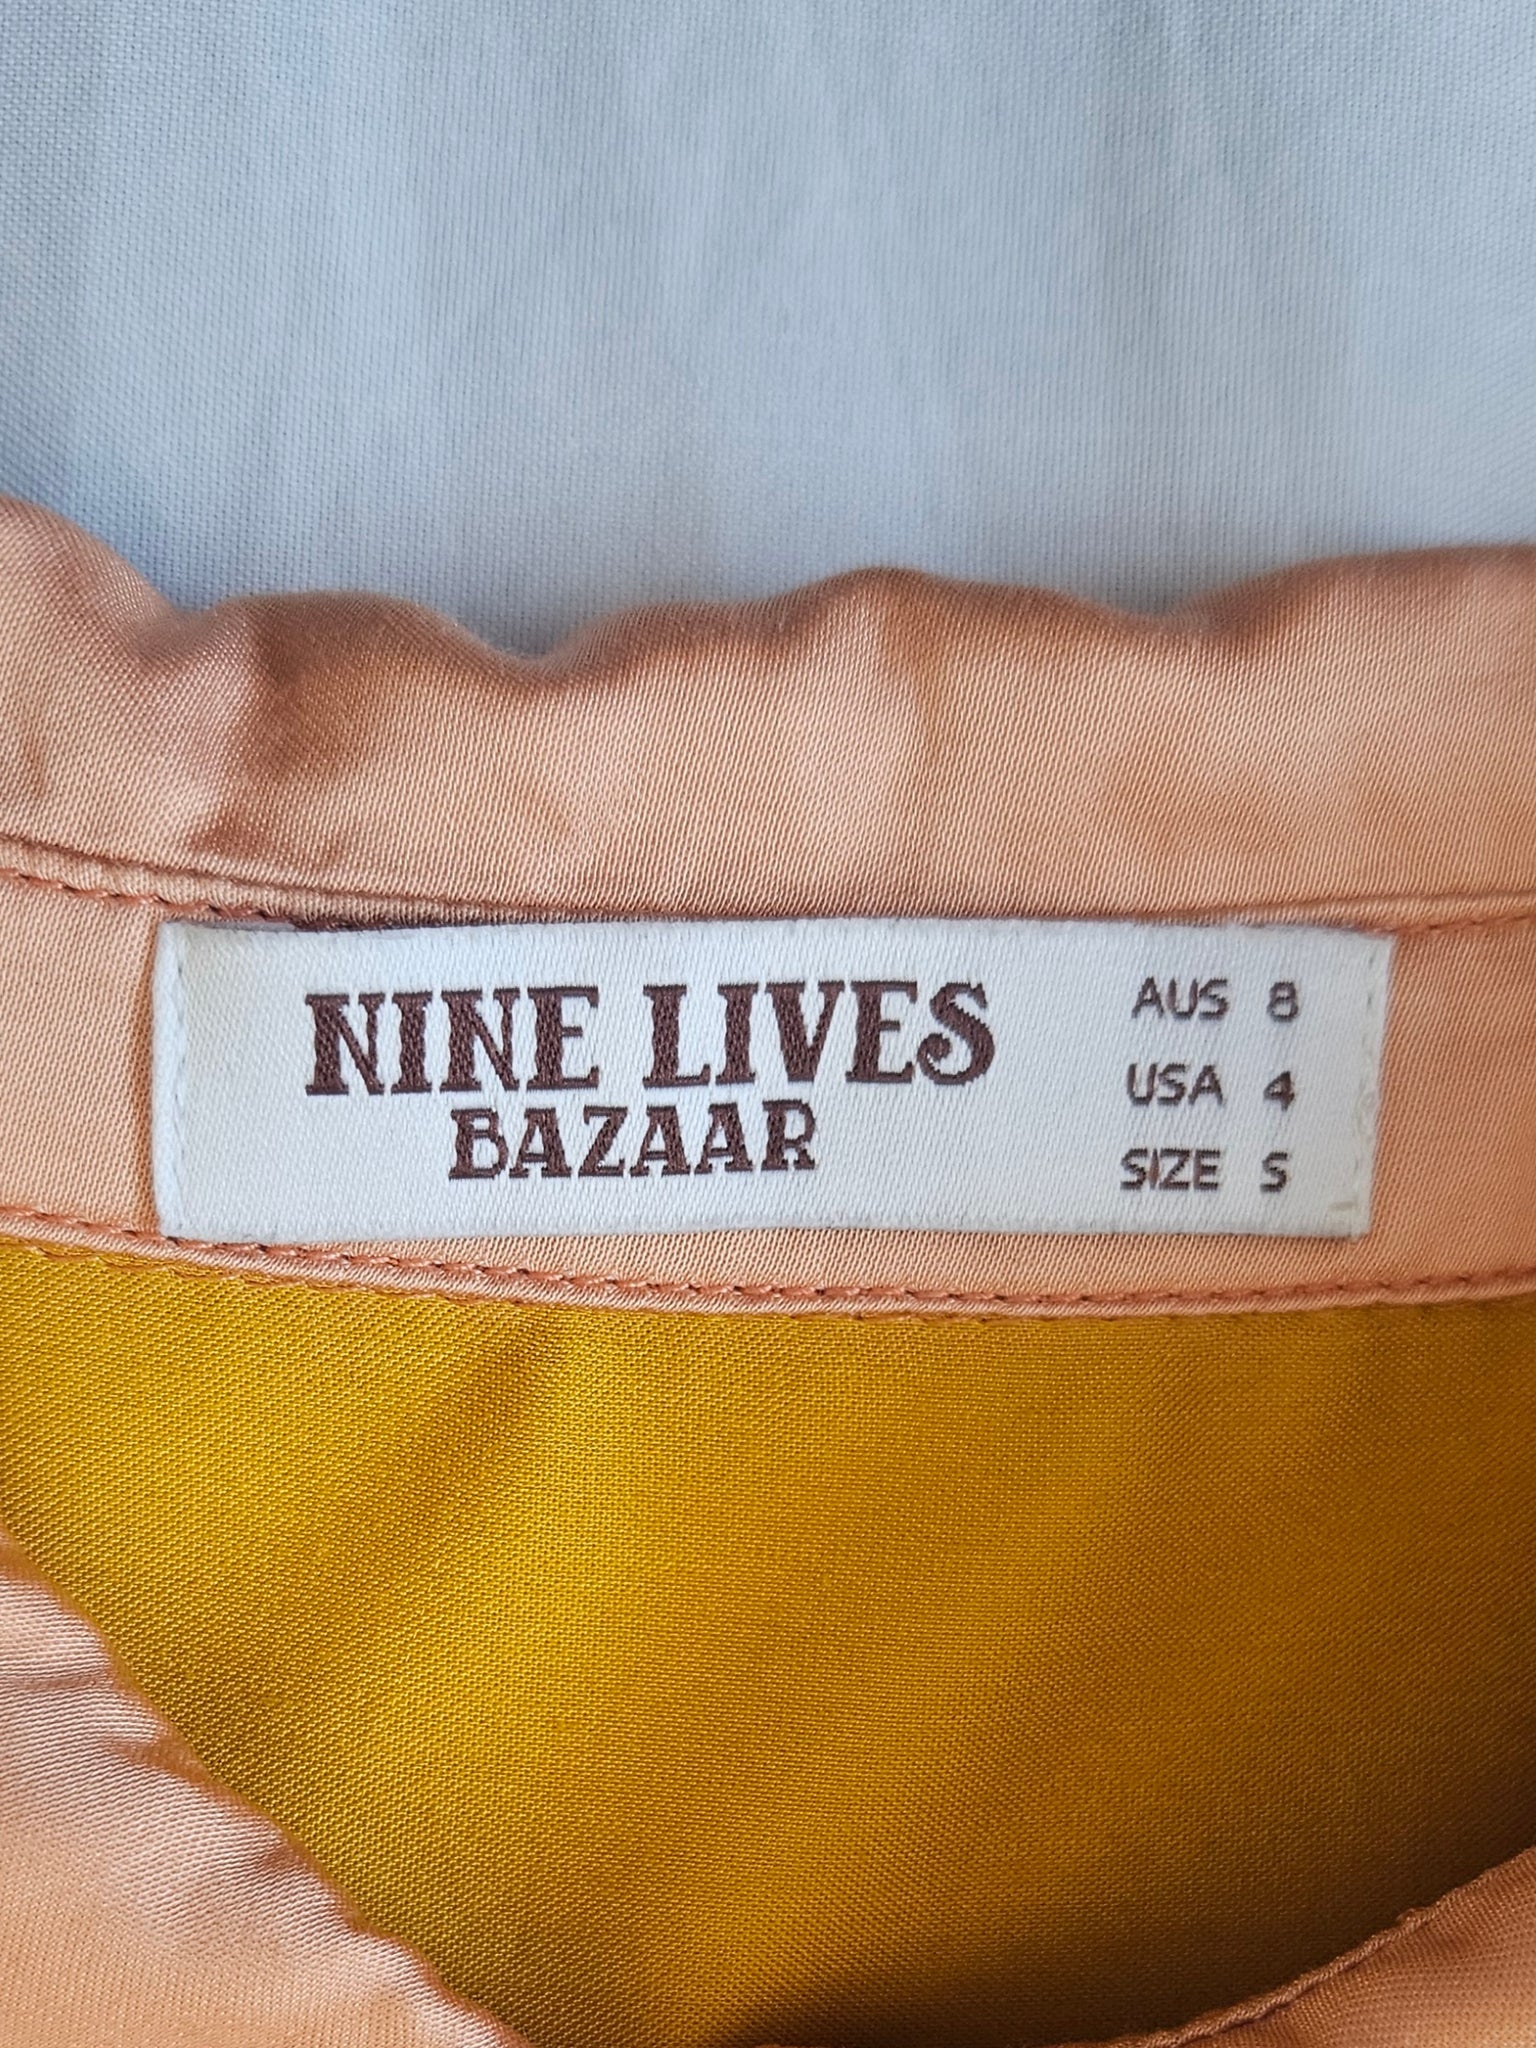 NINE LIVES
BAZAAR
AUS 8
USA 4
SIZE S